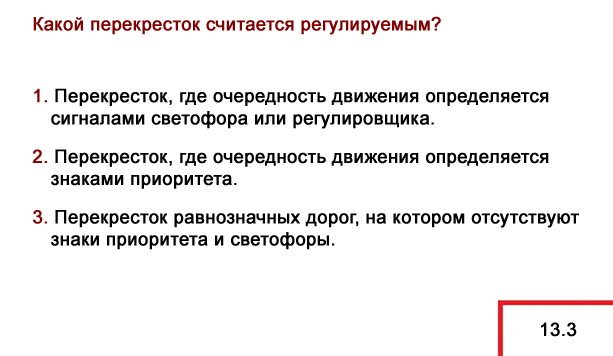 Какой перекресток считается регулируемым?
1. Перекресток, где очередность движения определяется
сигналами светофора или регулировщика.
2. Перекресток, где очередность движения определяется
знаками приоритета.
3. Перекресток равнозначных дорог, на котором отсутствуют
знаки приоритета и светофоры.
13.3